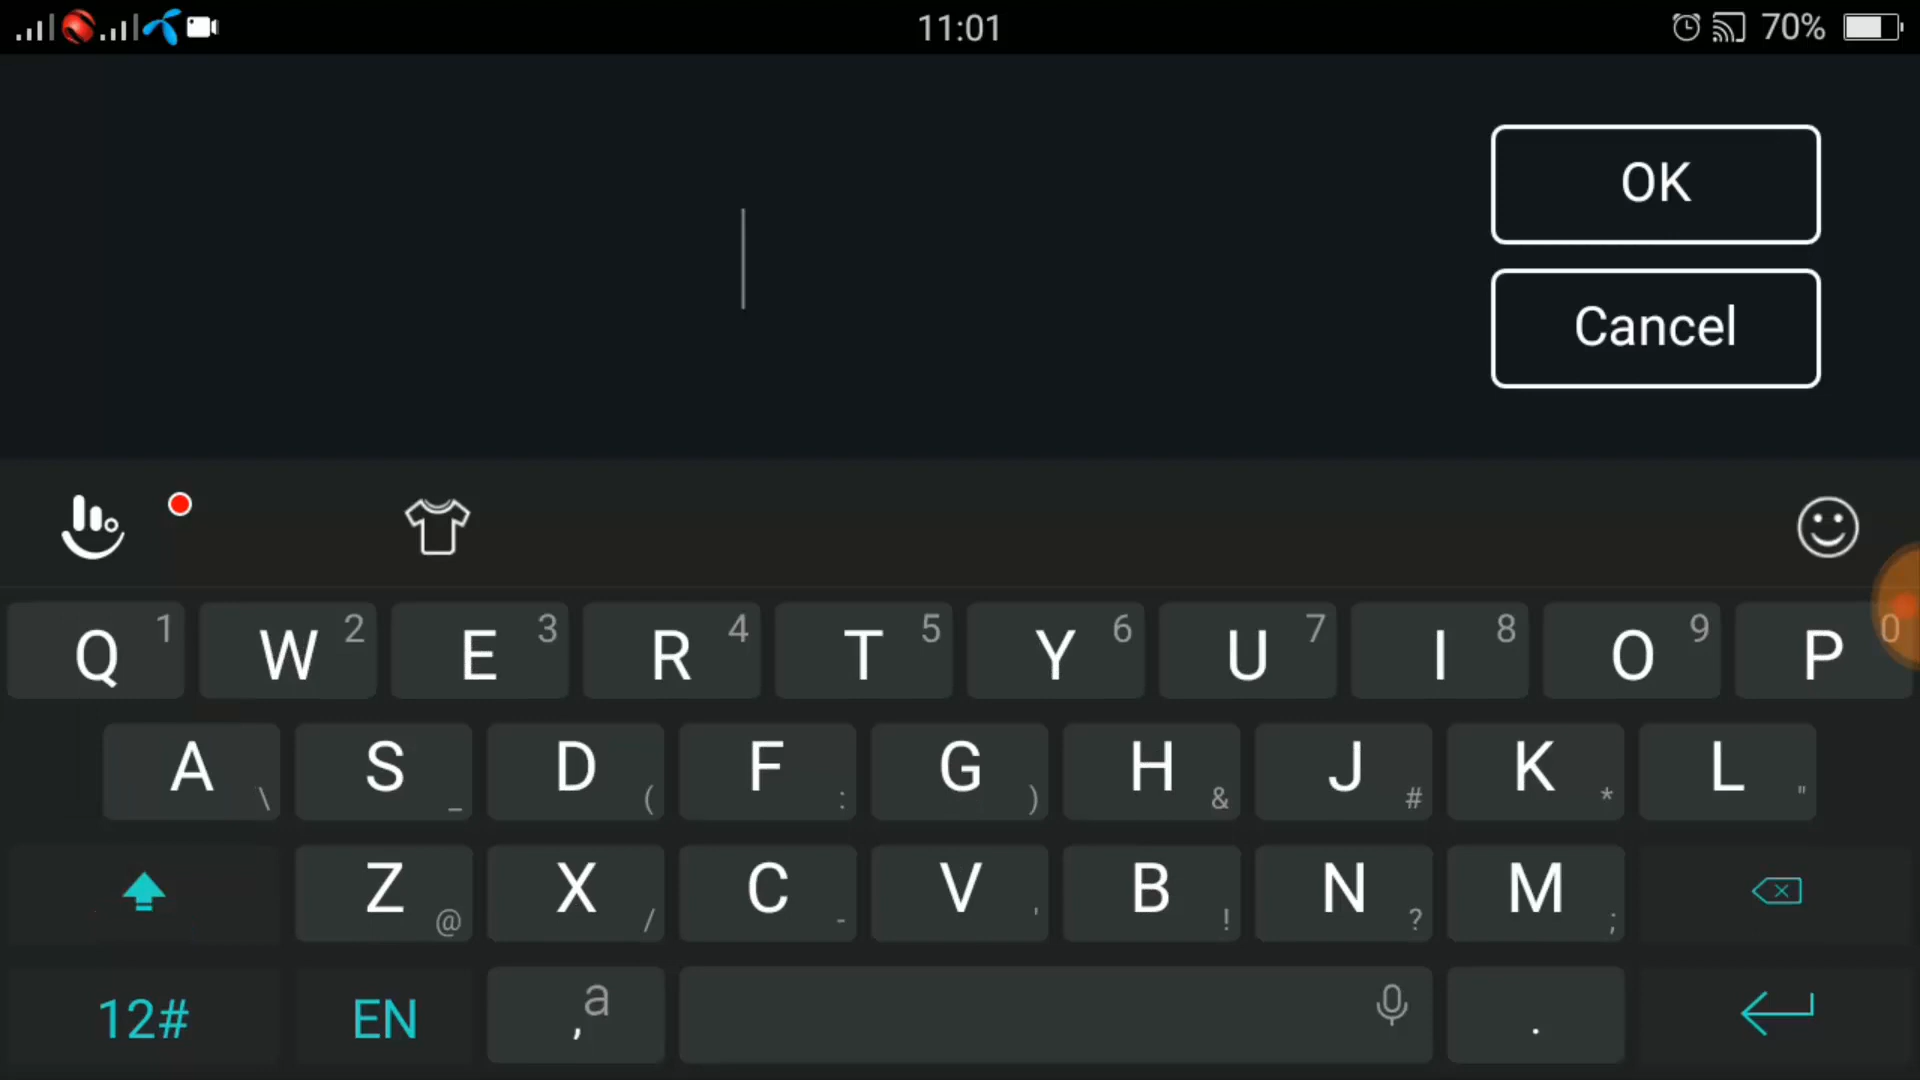 11:01 70%
OK
Cancel
Q 1 W 2 E 3 R 4 T 5 Y 6 U 7 I 8 O 9 P 0
A \ S _ D ( F : G ) H & J # K * L "
Z @ X / C - V ' B ! N ? M ;
12# EN , a .